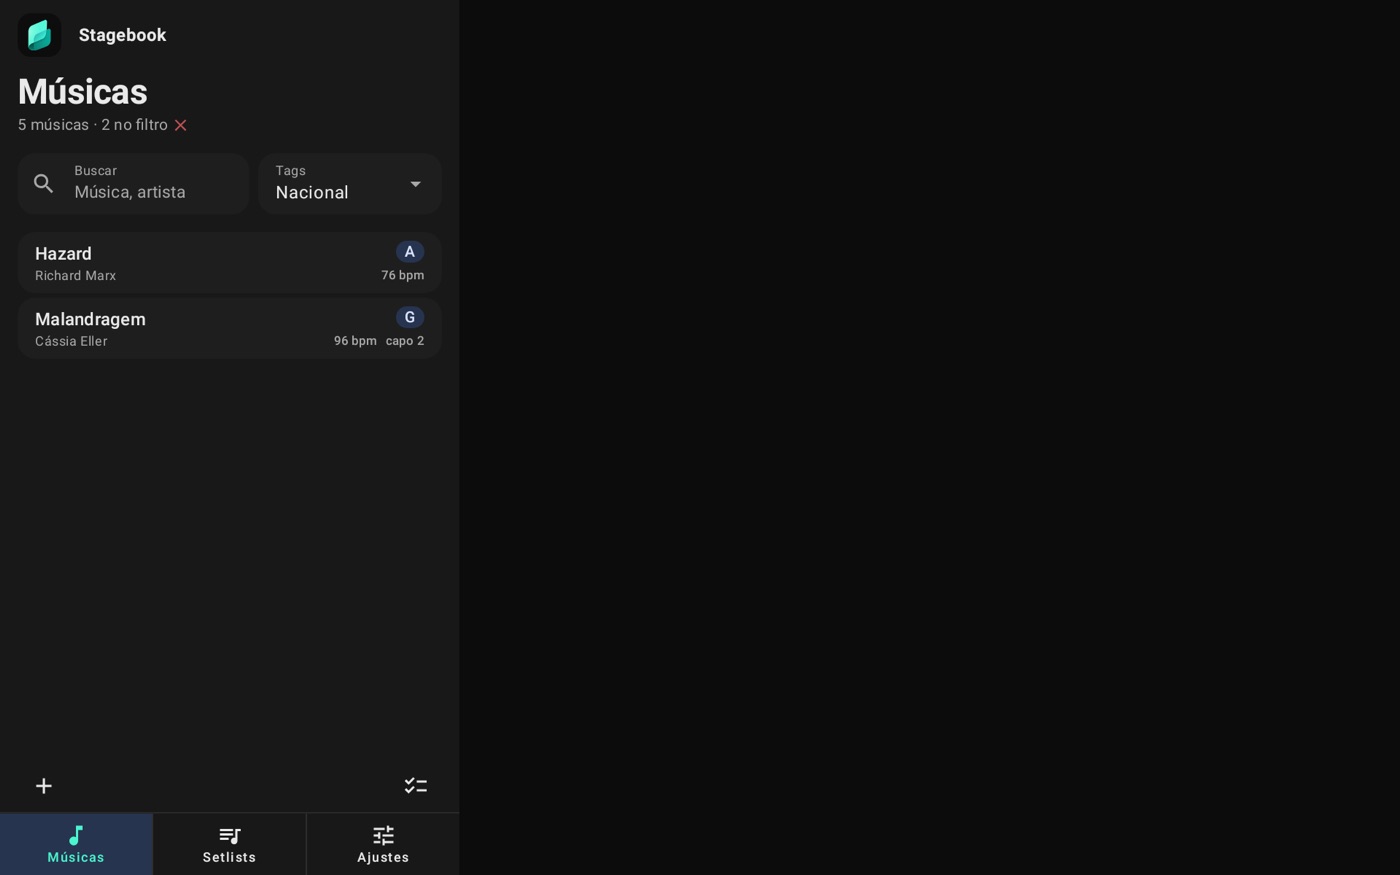 Stagebook
Músicas
5 músicas · 2 no filtro
Buscar
Música, artista
Tags
Nacional
Hazard
A
Richard Marx
76 bpm
Malandragem
G
Cássia Eller
96 bpm capo 2
Músicas
Setlists
Ajustes